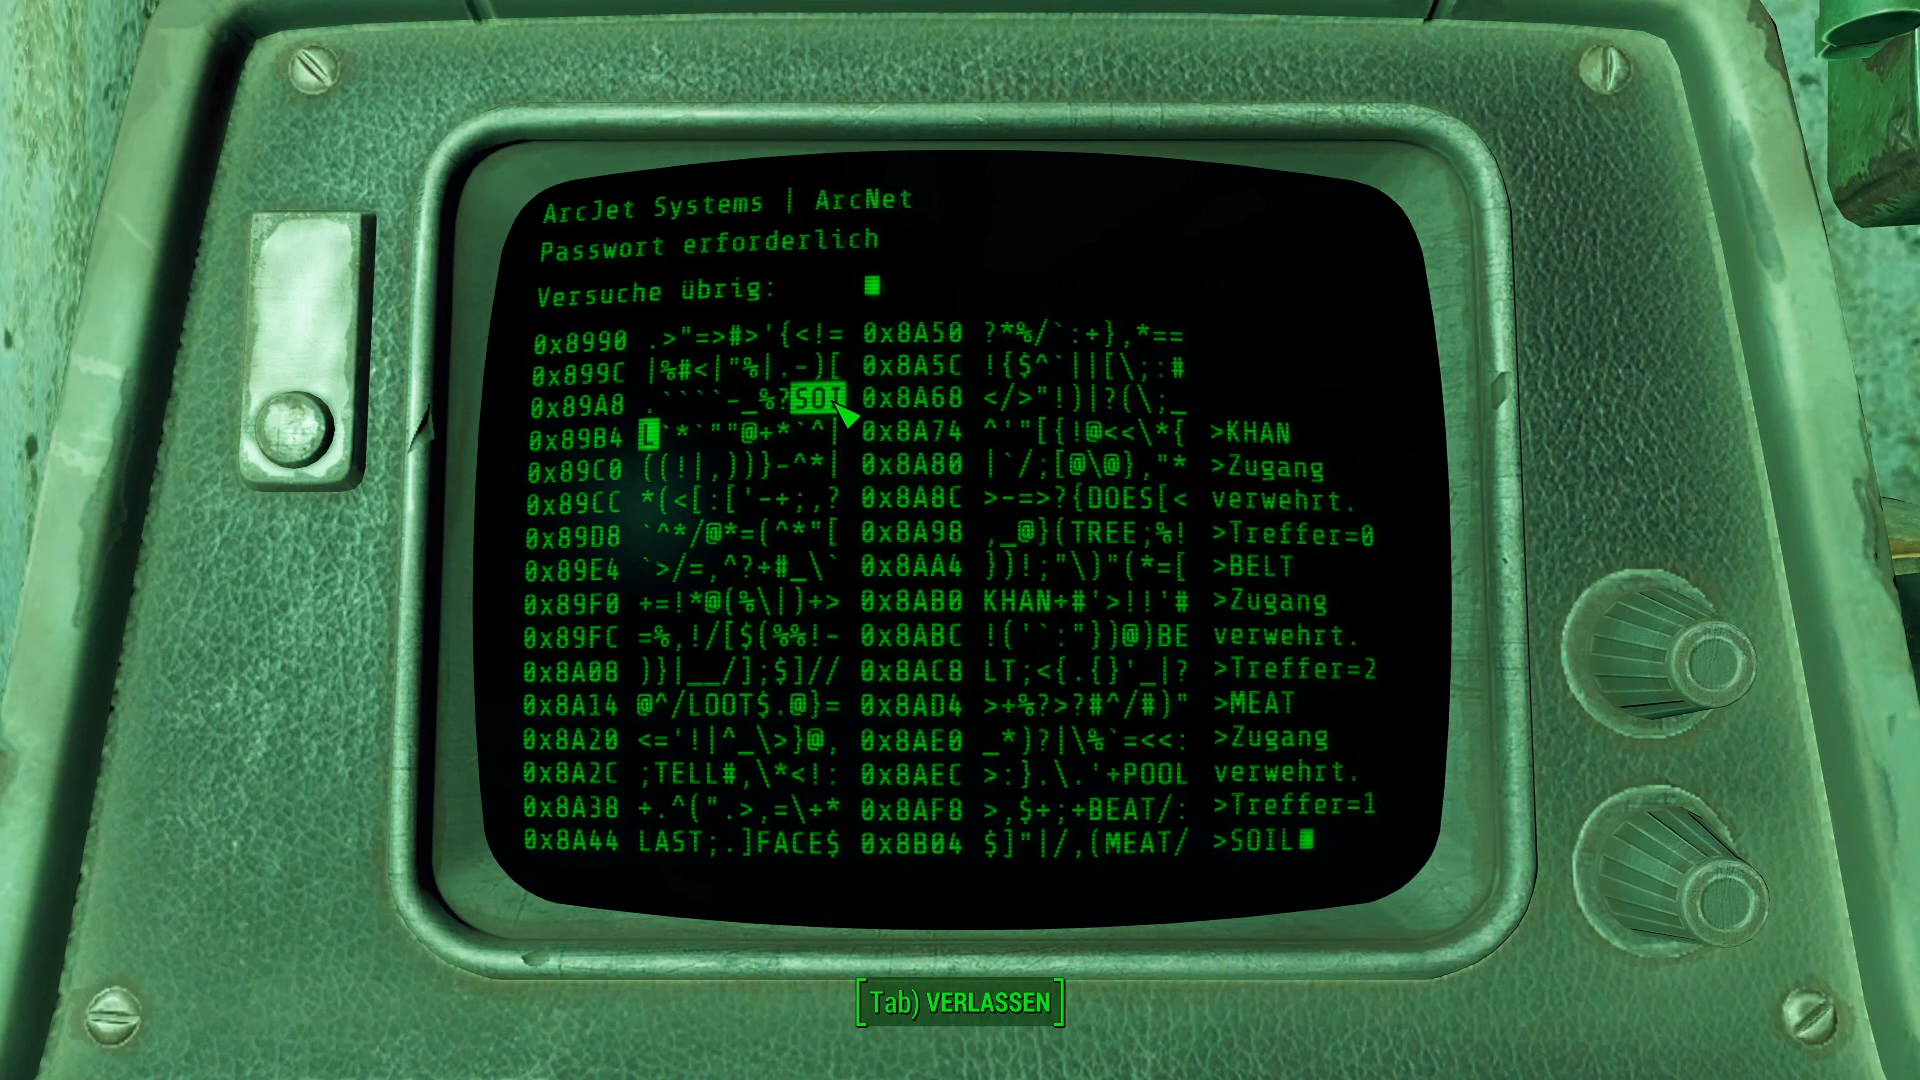 ArcJet Systems | ArcNet
Passwort erforderlich
Versuche übrig: ■
0x8990 .>"=>#>'{<!= 0x8A50 ?*%/`:+},*==
0x899C |%#<|"%|.-)[ 0x8A5C !{$^`||[\;:#
0x89A8 .````-_%?SOI 0x8A68 </>"!)|?(\;_
0x89B4 L`*`""@+*`^| 0x8A74 ^'"[{!@<<\*{ >KHAN
0x89C0 ((!|,))}-^*| 0x8A80 |`/;[@\@},"* >Zugang
0x89CC *(<[:['-+;,? 0x8A8C >-=>?{DOES[< verwehrt.
0x89D8 `^*/@*=(^*"[ 0x8A98 ,_@}(TREE;%! >Treffer=0
0x89E4 `>/=,^?+#_\` 0x8AA4 })!;"\)"(*=[ >BELT
0x89F0 +=!*@(%\|)+> 0x8AB0 KHAN+#'>!!'# >Zugang
0x89FC =%,!/[$(%%!- 0x8ABC !('`:"})@)BE verwehrt.
0x8A08 )}|__/];$]// 0x8AC8 LT;<{.{}'_|? >Treffer=2
0x8A14 @^/LOOT$.@}= 0x8AD4 >+%?>?#^/#)" >MEAT
0x8A20 <='!|^_\>}@, 0x8AE0 _*)?|\%`=<<: >Zugang
0x8A2C ;TELL#,\*<!: 0x8AEC >:}.\.'+POOL verwehrt.
0x8A38 +.^(".>,=\+* 0x8AF8 >,$+;+BEAT/: >Treffer=1
0x8A44 LAST;.]FACE$ 0x8B04 $]"|/,(MEAT/ >SOIL■
[Tab) VERLASSEN]